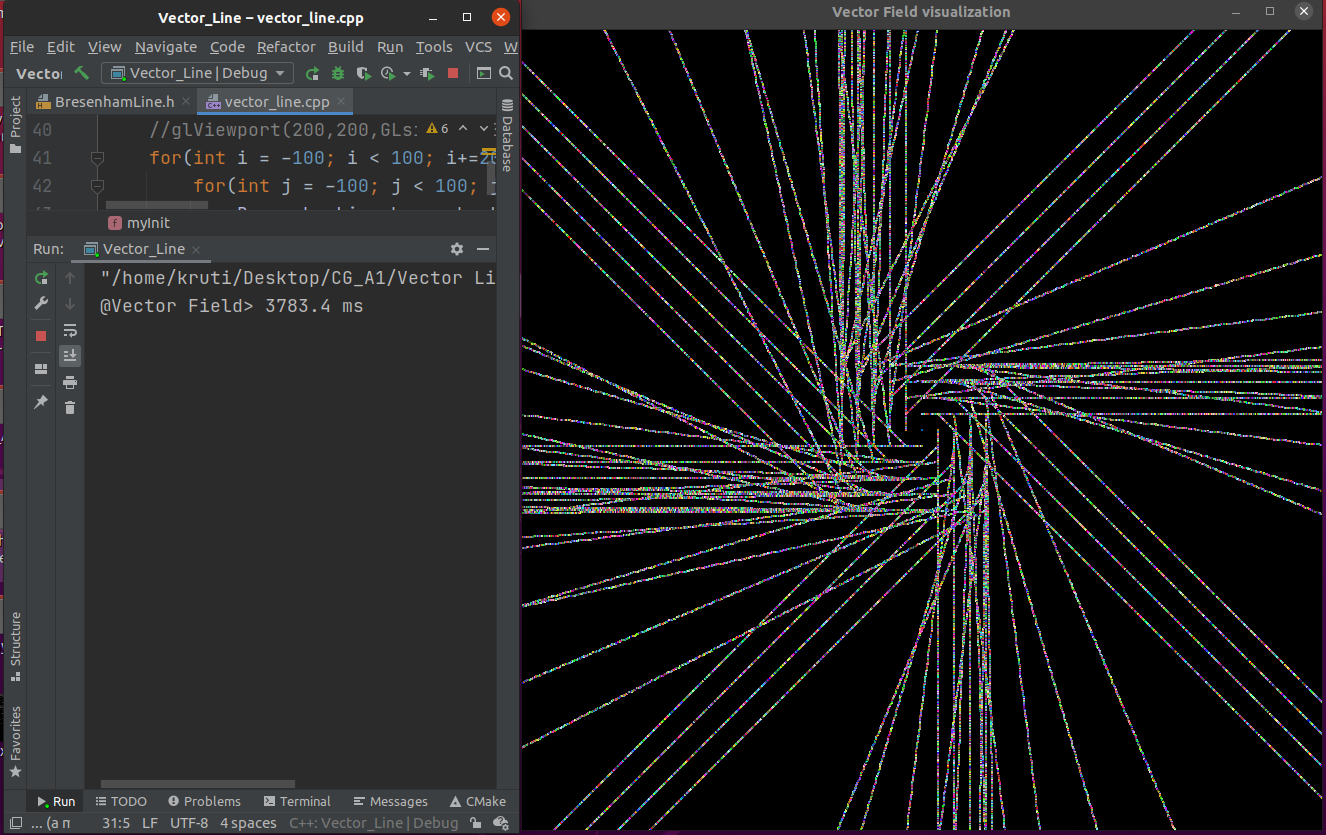 Vector_Line – vector_line.cpp
File Edit View Navigate Code Refactor Build Run Tools VCS W
Vector_Line | Debug
BresenhamLine.h vector_line.cpp
40 //glViewport(200,200,GLs 6
41 for(int i = -100; i < 100; i+=20
42 for(int j = -100; j < 100; j
myInit
Run: Vector_Line
"/home/kruti/Desktop/CG_A1/Vector Li
@Vector Field> 3783.4 ms
Project
Structure
Favorites
Database
Run TODO Problems Terminal Messages CMake
31:5 LF UTF-8 4 spaces C++: Vector_Line | Debug
Vector Field visualization